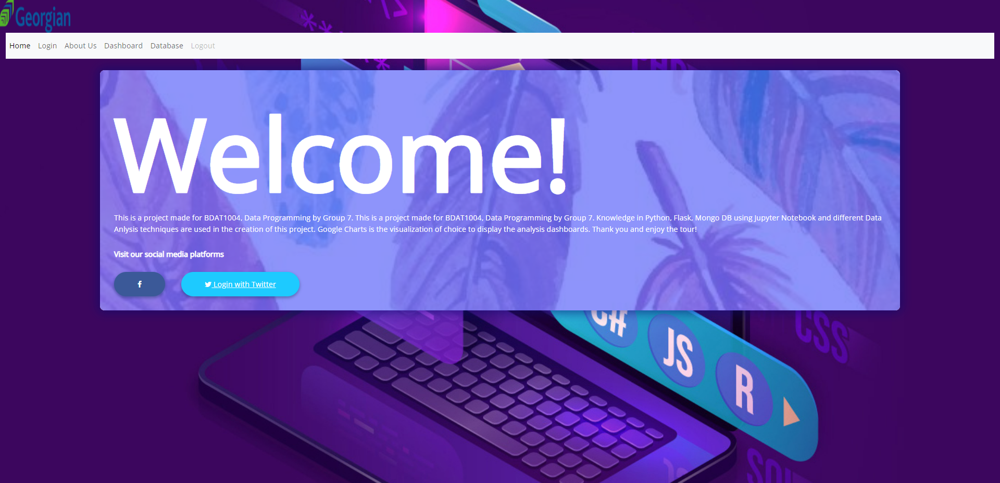 Georgian
Home Login About Us Dashboard Database Logout
Welcome!
This is a project made for BDAT1004, Data Programming by Group 7. This is a project made for BDAT1004, Data Programming by Group 7. Knowledge in Python, Flask, Mongo DB using Jupyter Notebook and different Data
Anlysis techniques are used in the creation of this project. Google Charts is the visualization of choice to display the analysis dashboards. Thank you and enjoy the tour!
Visit our social media platforms
Login with Twitter
C#
JS
R
CSS